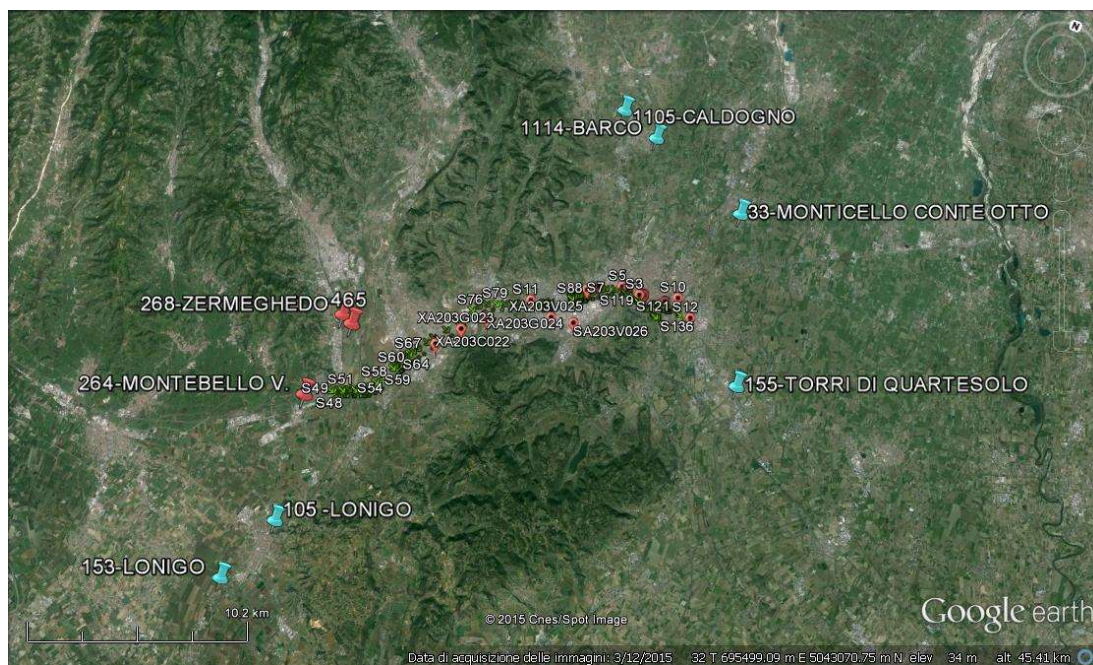 N
1105-CALDOGNO
1114-BARCO
33-MONTICELLO CONTE OTTO
S5
S88 S7 S3
S10
S79 S11
S76
S119
S121 S12
268-ZERMEGHEDO 465
XA203V025
XA203G023
XA203G024
SA203V026
S136
S67
XA203C022
S60
S64
S58
S59
264-MONTEBELLO V.
S51
S49
S54
S48
155-TORRI DI QUARTESOLO
105 -LONIGO
153-LONIGO
10.2 km
© 2015 Cnes/Spot Image
Google earth
Data di acquisizione delle immagini: 3/12/2015 32 T 695499.09 m E 5043070.75 m N elev 34 m alt 45.41 km